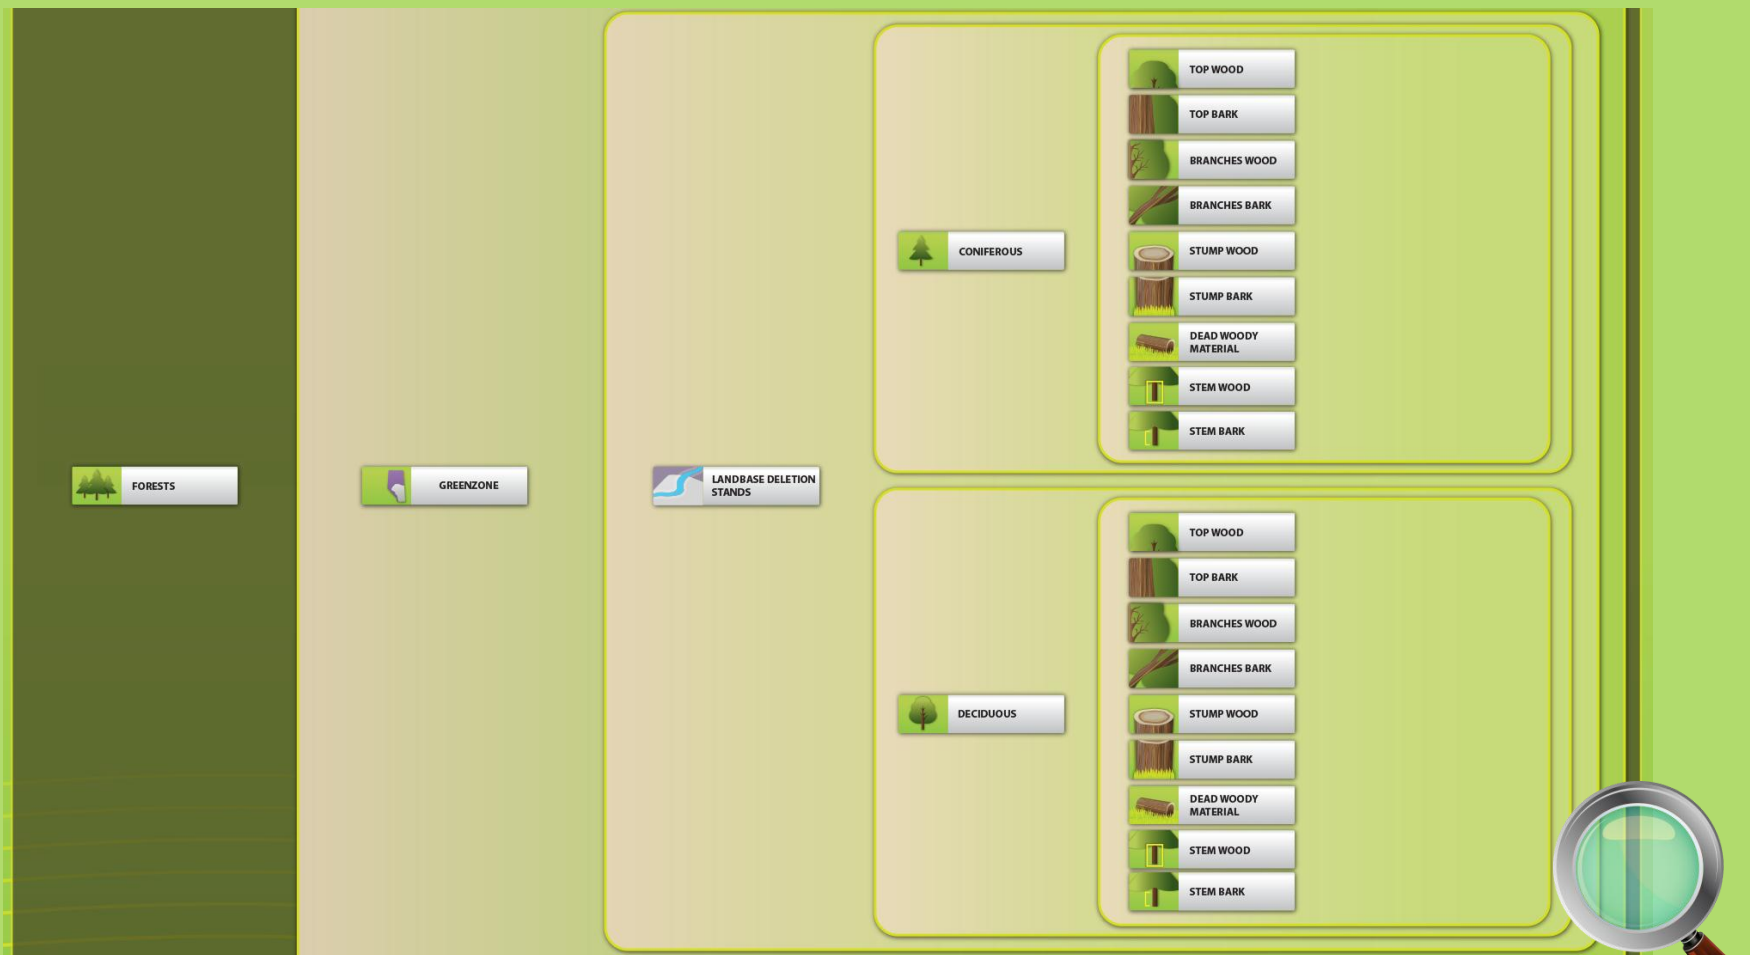 FORESTS
GREENZONE
LANDBASE DELETION
STANDS
CONIFEROUS
TOP WOOD
TOP BARK
BRANCHES WOOD
BRANCHES BARK
STUMP WOOD
STUMP BARK
DEAD WOODY
MATERIAL
STEM WOOD
STEM BARK
DECIDUOUS
TOP WOOD
TOP BARK
BRANCHES WOOD
BRANCHES BARK
STUMP WOOD
STUMP BARK
DEAD WOODY
MATERIAL
STEM WOOD
STEM BARK